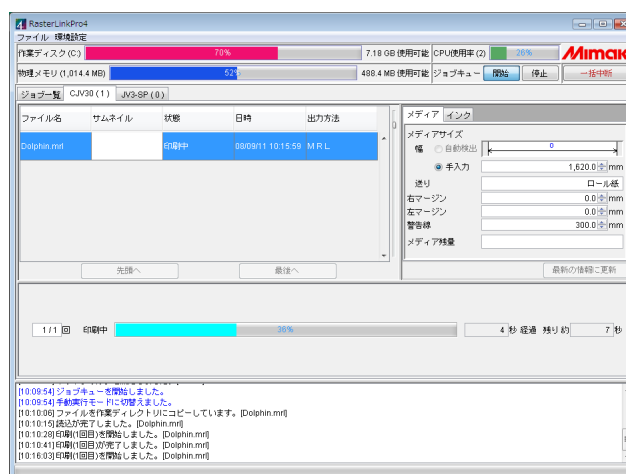 RasterLinkPro4
ファイル 環境設定
作業ディスク(C:) 70% 7.18 GB 使用可能 CPU使用率(2) 26% Mimaki
物理メモリ(1,014.4 MB) 52% 488.4 MB 使用可能 ジョブキュー 開始 停止 一括中断
ジョブ一覧 CJV30 (1) JV3-SP (0)
ファイル名 サムネイル 状態 日時 出力方法
Dolphin.mrl 印刷中 08/09/11 10:15:59 M R L
先頭へ 最後へ
メディア インク
メディアサイズ
幅 自動検出 0
手入力 1,620.0 mm
送り ロール紙
右マージン 0.0 mm
左マージン 0.0 mm
警告線 300.0 mm
メディア残量
最新の情報に更新
1 / 1 回 印刷中 36% 4 秒 経過 残り約 7 秒
[10:09:54] ジョブキューを開始しました。
[10:09:54] 手動実行モードに切替えました。
[10:10:06] ファイルを作業ディレクトリにコピーしています。[Dolphin.mrl]
[10:10:15] 読込が完了しました。[Dolphin.mrl]
[10:10:28] 印刷(1回目)を開始しました。[Dolphin.mrl]
[10:10:41] 印刷(1回目)が完了しました。[Dolphin.mrl]
[10:16:03] 印刷(1回目)を開始しました。[Dolphin.mrl]